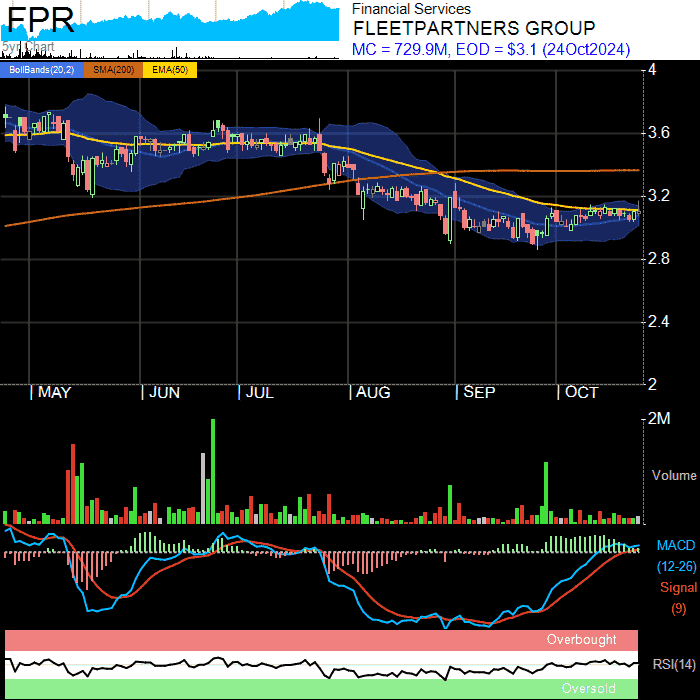 FPR
5yr Chart
Financial Services
FLEETPARTNERS GROUP
MC = 729.9M, EOD = $3.1 (24Oct2024)
BollBands(20,2) SMA(200) EMA(50)
4
3.6
3.2
2.8
2.4
2
MAY JUN JUL AUG SEP OCT
2M
Volume
MACD
(12-26)
Signal
(9)
Overbought
RSI(14)
Oversold